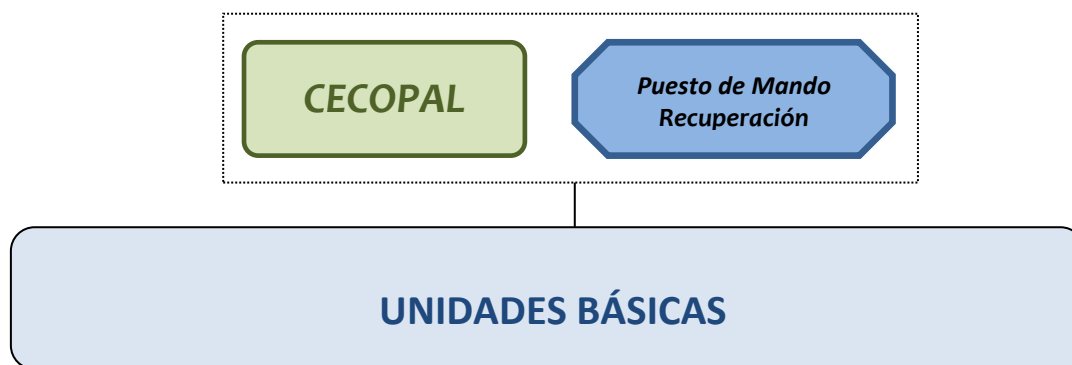 CECOPAL
Puesto de Mando
Recuperación
UNIDADES BÁSICAS